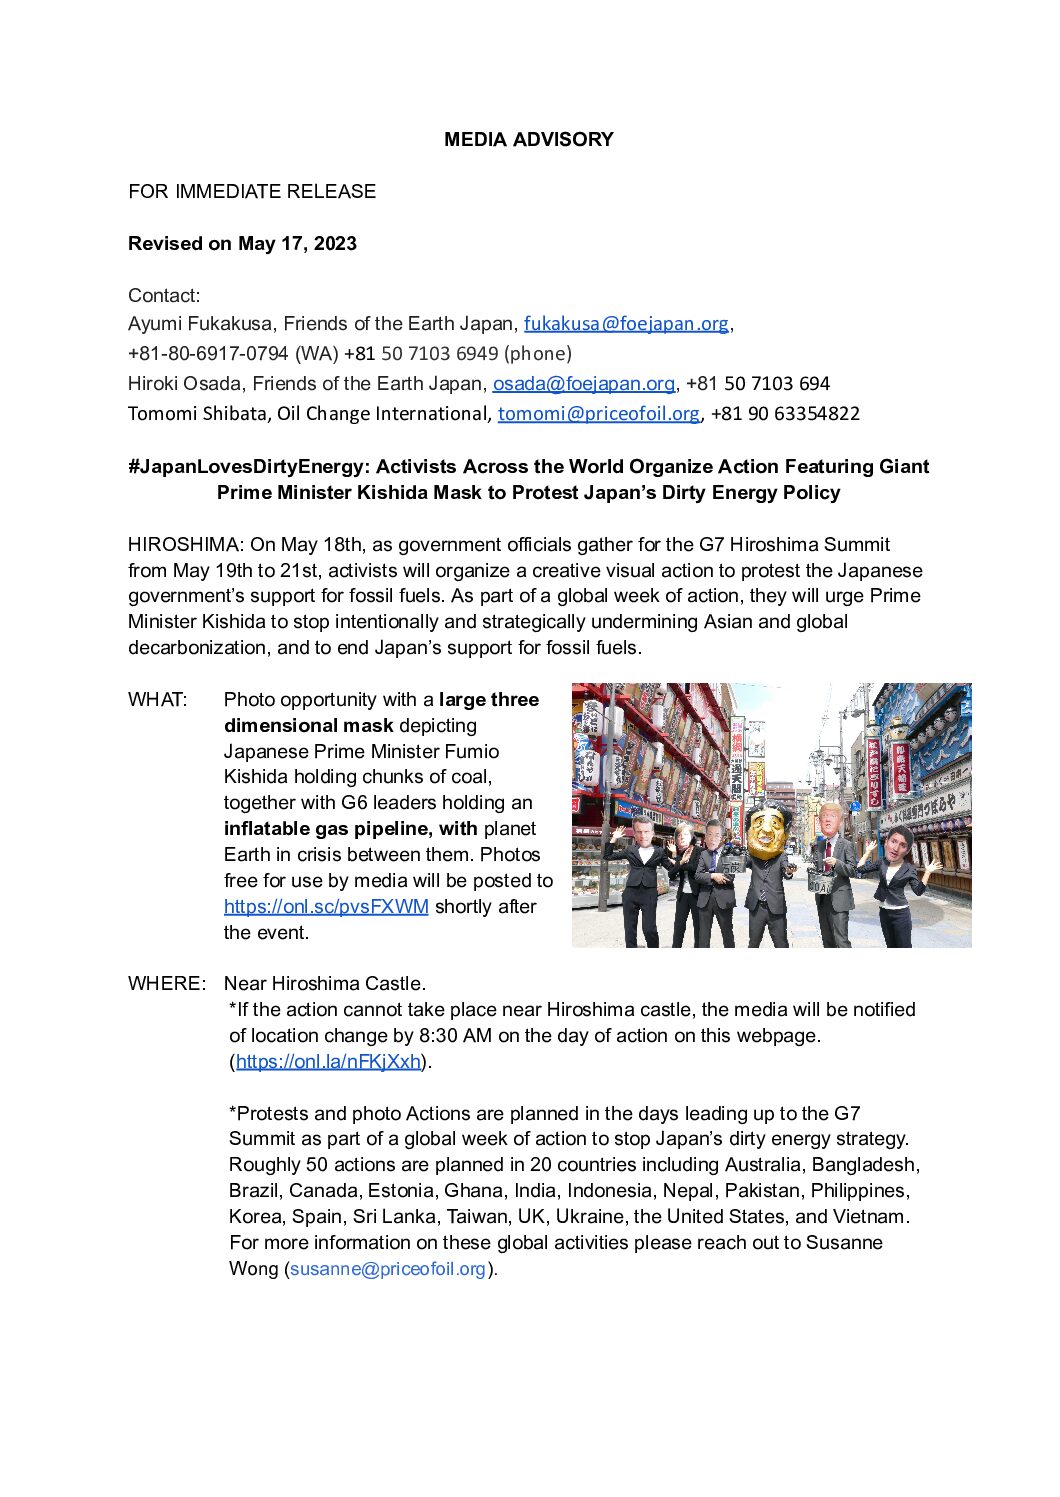 MEDIA ADVISORY
FOR IMMEDIATE RELEASE
Revised on May 17, 2023
Contact:
Ayumi Fukakusa, Friends of the Earth Japan, fukakusa@foejapan.org,
+81-80-6917-0794 (WA) +81 50 7103 6949 (phone)
Hiroki Osada, Friends of the Earth Japan, osada@foejapan.org, +81 50 7103 694
Tomomi Shibata, Oil Change International, tomomi@priceofoil.org, +81 90 63354822
#JapanLovesDirtyEnergy: Activists Across the World Organize Action Featuring Giant
Prime Minister Kishida Mask to Protest Japan’s Dirty Energy Policy
HIROSHIMA: On May 18th, as government officials gather for the G7 Hiroshima Summit
from May 19th to 21st, activists will organize a creative visual action to protest the Japanese
government’s support for fossil fuels. As part of a global week of action, they will urge Prime
Minister Kishida to stop intentionally and strategically undermining Asian and global
decarbonization, and to end Japan’s support for fossil fuels.
WHAT: Photo opportunity with a large three
dimensional mask depicting
Japanese Prime Minister Fumio
Kishida holding chunks of coal,
together with G6 leaders holding an
inflatable gas pipeline, with planet
Earth in crisis between them. Photos
free for use by media will be posted to
https://onl.sc/pvsFXWM shortly after
the event.
WHERE: Near Hiroshima Castle.
*If the action cannot take place near Hiroshima castle, the media will be notified
of location change by 8:30 AM on the day of action on this webpage.
(https://onl.la/nFKjXxh).
*Protests and photo Actions are planned in the days leading up to the G7
Summit as part of a global week of action to stop Japan’s dirty energy strategy.
Roughly 50 actions are planned in 20 countries including Australia, Bangladesh,
Brazil, Canada, Estonia, Ghana, India, Indonesia, Nepal, Pakistan, Philippines,
Korea, Spain, Sri Lanka, Taiwan, UK, Ukraine, the United States, and Vietnam.
For more information on these global activities please reach out to Susanne
Wong (susanne@priceofoil.org).